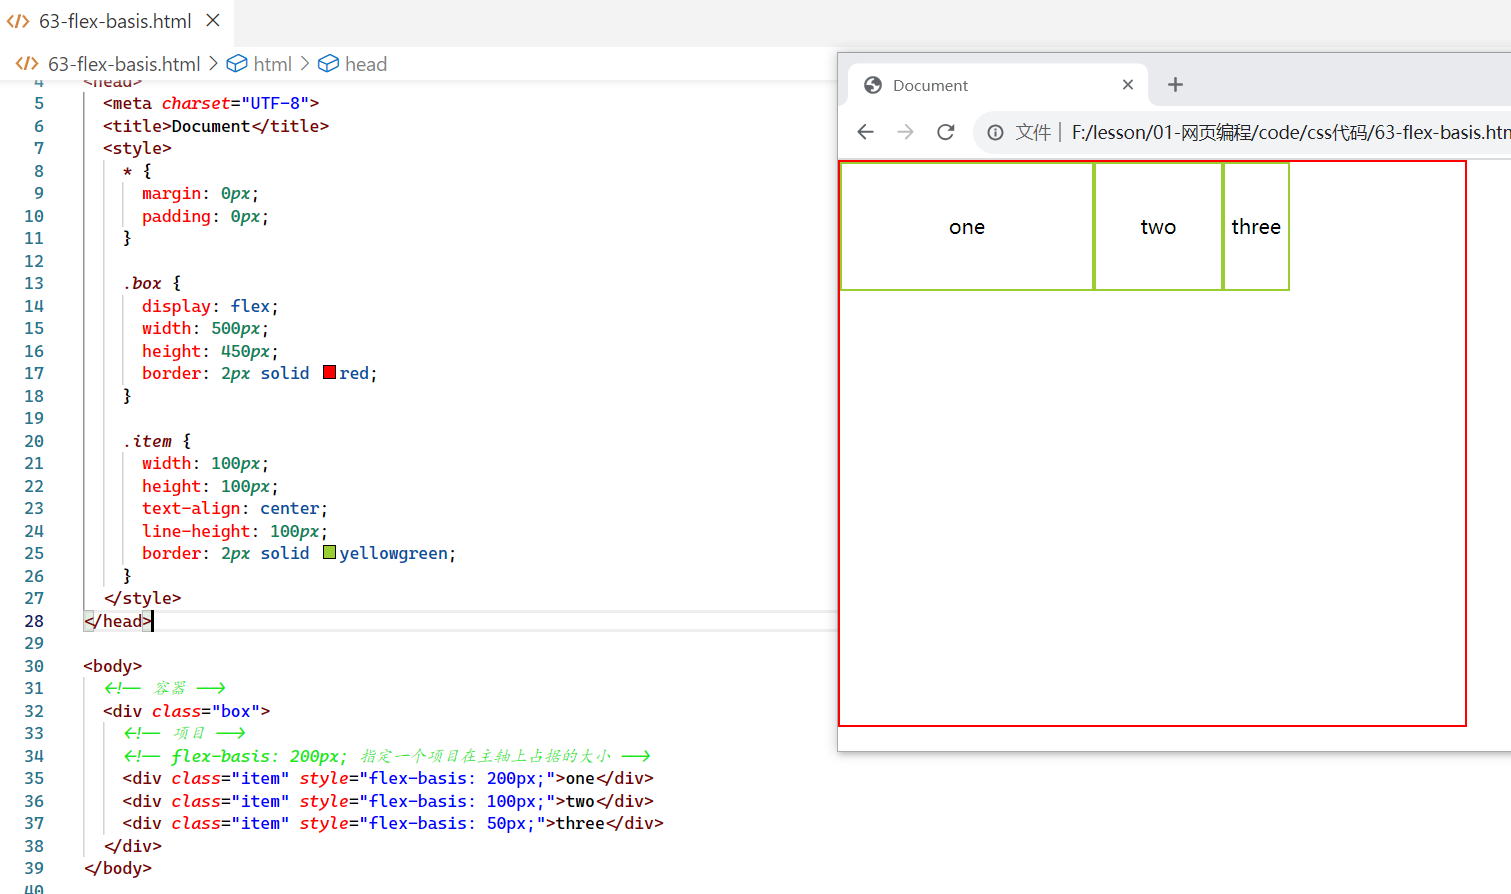 63-flex-basis.html
63-flex-basis.html > html > head
4 <head>
5 <meta charset="UTF-8">
6 <title>Document</title>
7 <style>
8 * {
9 margin: 0px;
10 padding: 0px;
11 }
12
13 .box {
14 display: flex;
15 width: 500px;
16 height: 450px;
17 border: 2px solid red;
18 }
19
20 .item {
21 width: 100px;
22 height: 100px;
23 text-align: center;
24 line-height: 100px;
25 border: 2px solid yellowgreen;
26 }
27 </style>
28 </head>
29
30 <body>
31 <!-- 容器 -->
32 <div class="box">
33 <!-- 项目 -->
34 <!-- flex-basis: 200px; 指定一个项目在主轴上占据的大小 -->
35 <div class="item" style="flex-basis: 200px;">one</div>
36 <div class="item" style="flex-basis: 100px;">two</div>
37 <div class="item" style="flex-basis: 50px;">three</div>
38 </div>
39 </body>
40
Document
文件 | F:/lesson/01-网页编程/code/css代码/63-flex-basis.htm
one two three